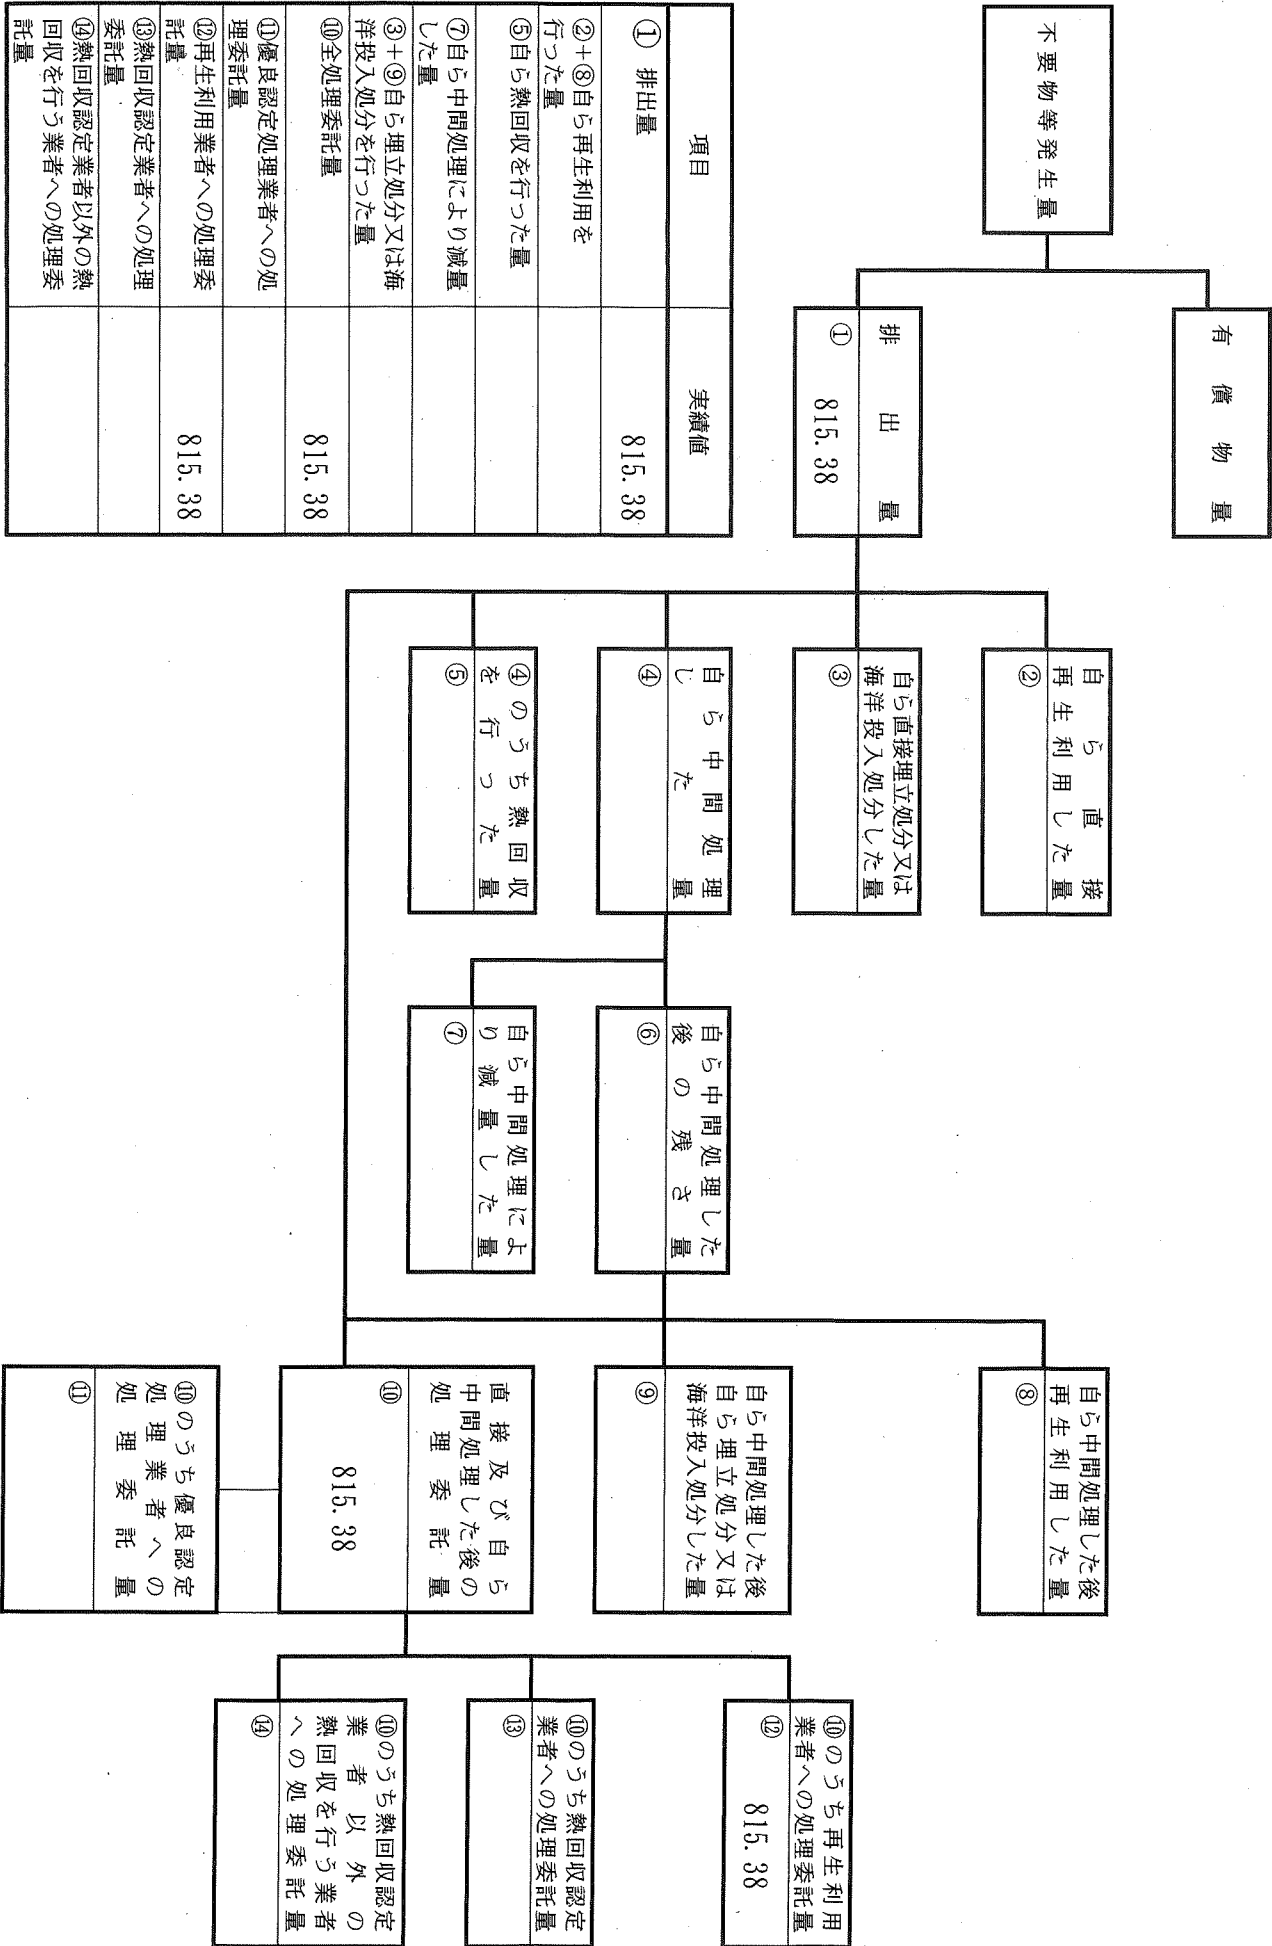 不要物等発生量
有償物量
排出量
① 815.38
自ら直接
再生利用した量
②
自ら直接埋立処分又は
海洋投入処分した量
③
自ら中間処理
した量
④
④のうち熱回収
を行った量
⑤
自ら中間処理した
後の残さ量
⑥
自ら中間処理によ
り減量した量
⑦
自ら中間処理した後
再生利用した量
⑧
自ら中間処理した後
自ら埋立処分又は
海洋投入処分した量
⑨
直接及び自ら
中間処理した後の
処理委託量
⑩
815.38
⑩のうち優良認定
処理業者への
処理委託量
⑪
⑩のうち再生利用
業者への処理委託量
⑫ 815.38
⑩のうち熱回収認定
業者への処理委託量
⑬
⑩のうち熱回収認定
業者以外の
熱回収を行う業者
への処理委託量
⑭
項目 実績値
① 排出量 815.38
②+⑧自ら再生利用を
行った量
⑤自ら熱回収を行った量
⑦自ら中間処理により減量
した量
③+⑨自ら埋立処分又は海
洋投入処分を行った量
⑩全処理委託量 815.38
⑪優良認定処理業者への処
理委託量
⑫再生利用業者への処理委
託量 815.38
⑬熱回収認定業者への処理
委託量
⑭熱回収認定業者以外の熱
回収を行う業者への処理委
託量